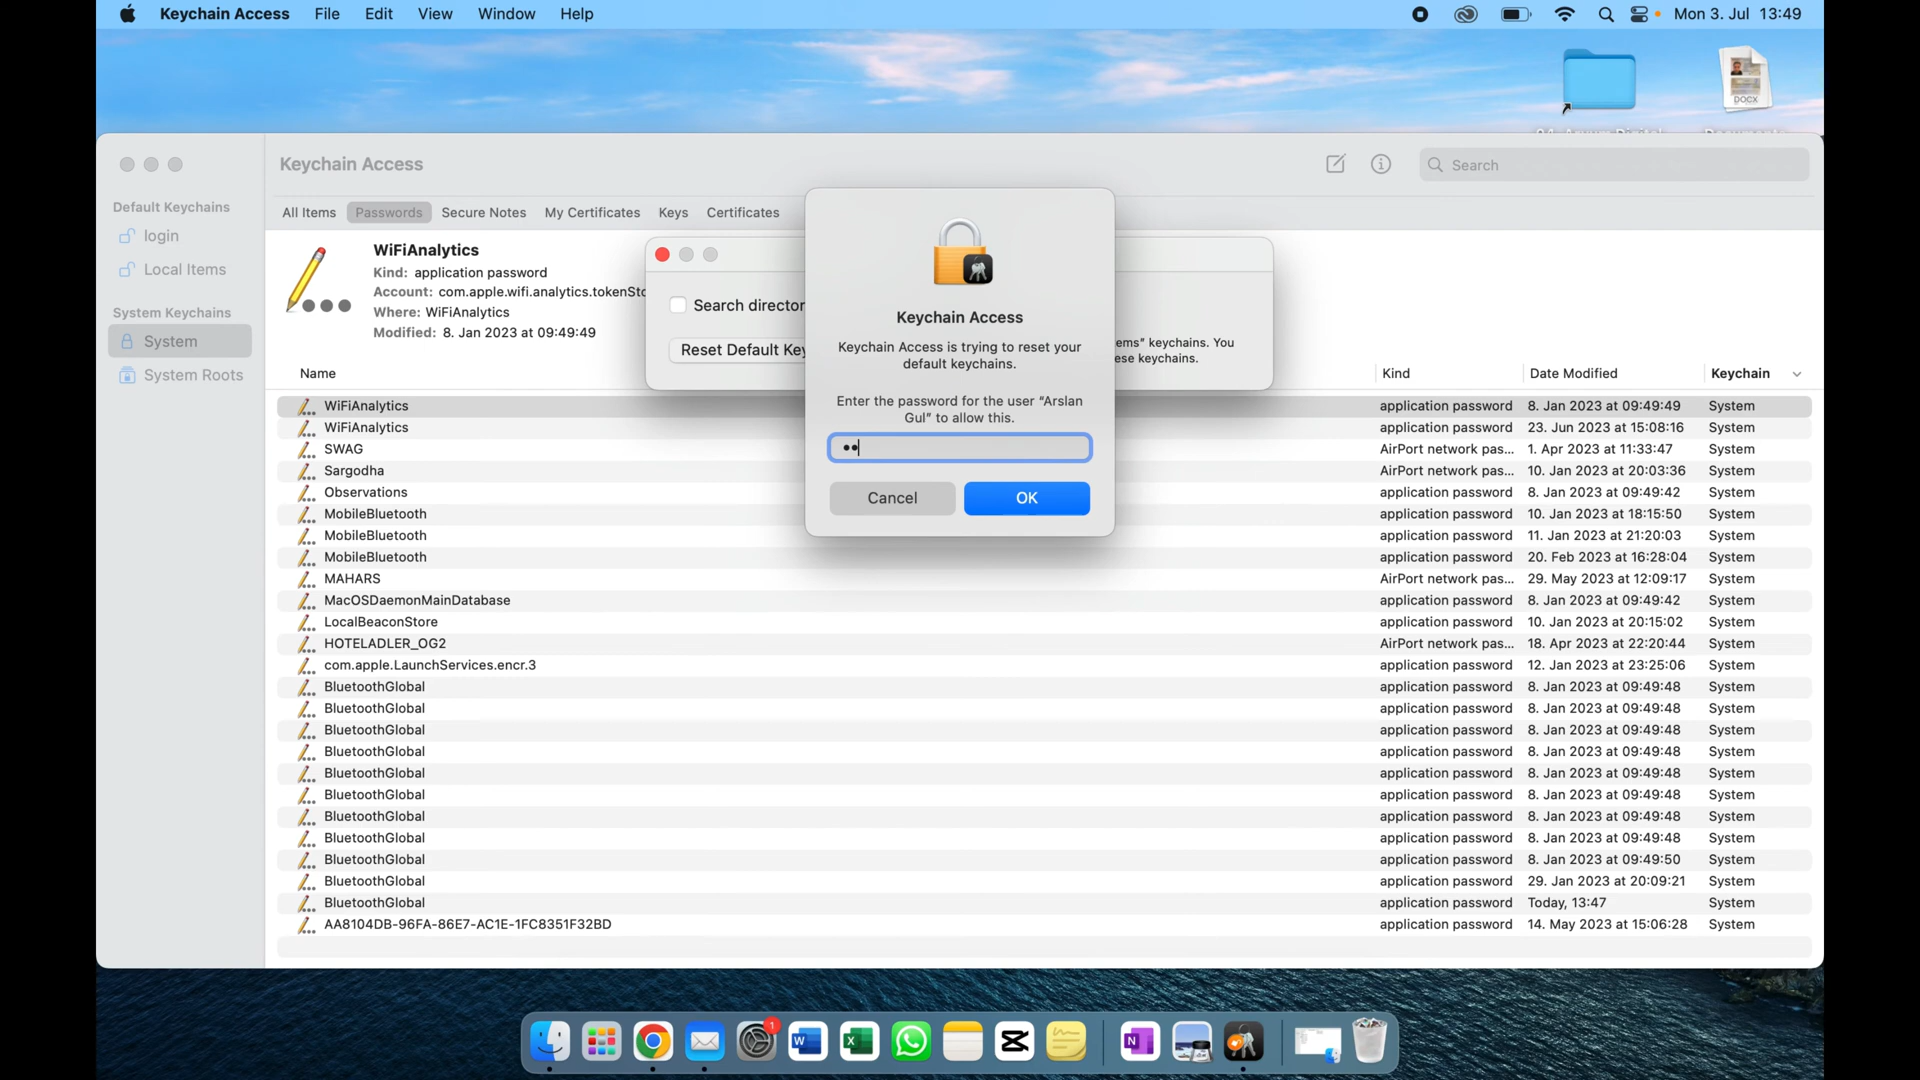 Keychain Access File Edit View Window Help
Mon 3. Jul 13:49
DOCX
Keychain Access
Search
Default Keychains
login
Local Items
System Keychains
System
System Roots
All Items Passwords Secure Notes My Certificates Keys Certificates
WiFiAnalytics
Kind: application password
Account: com.apple.wifi.analytics.tokenSto
Where: WiFiAnalytics
Modified: 8. Jan 2023 at 09:49:49
Search director
Reset Default Key
ems" keychains. You
ese keychains.
Keychain Access
Keychain Access is trying to reset your
default keychains.
Enter the password for the user "Arslan
Gul" to allow this.
Cancel OK
Name Kind Date Modified Keychain
WiFiAnalytics application password 8. Jan 2023 at 09:49:49 System
WiFiAnalytics application password 23. Jun 2023 at 15:08:16 System
SWAG AirPort network pas... 1. Apr 2023 at 11:33:47 System
Sargodha AirPort network pas... 10. Jan 2023 at 20:03:36 System
Observations application password 8. Jan 2023 at 09:49:42 System
MobileBluetooth application password 10. Jan 2023 at 18:15:50 System
MobileBluetooth application password 11. Jan 2023 at 21:20:03 System
MobileBluetooth application password 20. Feb 2023 at 16:28:04 System
MAHARS AirPort network pas... 29. May 2023 at 12:09:17 System
MacOSDaemonMainDatabase application password 8. Jan 2023 at 09:49:42 System
LocalBeaconStore application password 10. Jan 2023 at 20:15:02 System
HOTELADLER_OG2 AirPort network pas... 18. Apr 2023 at 22:20:44 System
com.apple.LaunchServices.encr.3 application password 12. Jan 2023 at 23:25:06 System
BluetoothGlobal application password 8. Jan 2023 at 09:49:48 System
BluetoothGlobal application password 8. Jan 2023 at 09:49:48 System
BluetoothGlobal application password 8. Jan 2023 at 09:49:48 System
BluetoothGlobal application password 8. Jan 2023 at 09:49:48 System
BluetoothGlobal application password 8. Jan 2023 at 09:49:48 System
BluetoothGlobal application password 8. Jan 2023 at 09:49:48 System
BluetoothGlobal application password 8. Jan 2023 at 09:49:48 System
BluetoothGlobal application password 8. Jan 2023 at 09:49:48 System
BluetoothGlobal application password 8. Jan 2023 at 09:49:50 System
BluetoothGlobal application password 29. Jan 2023 at 20:09:21 System
BluetoothGlobal application password Today, 13:47 System
AA8104DB-96FA-86E7-AC1E-1FC8351F32BD application password 14. May 2023 at 15:06:28 System
1
W
X
N